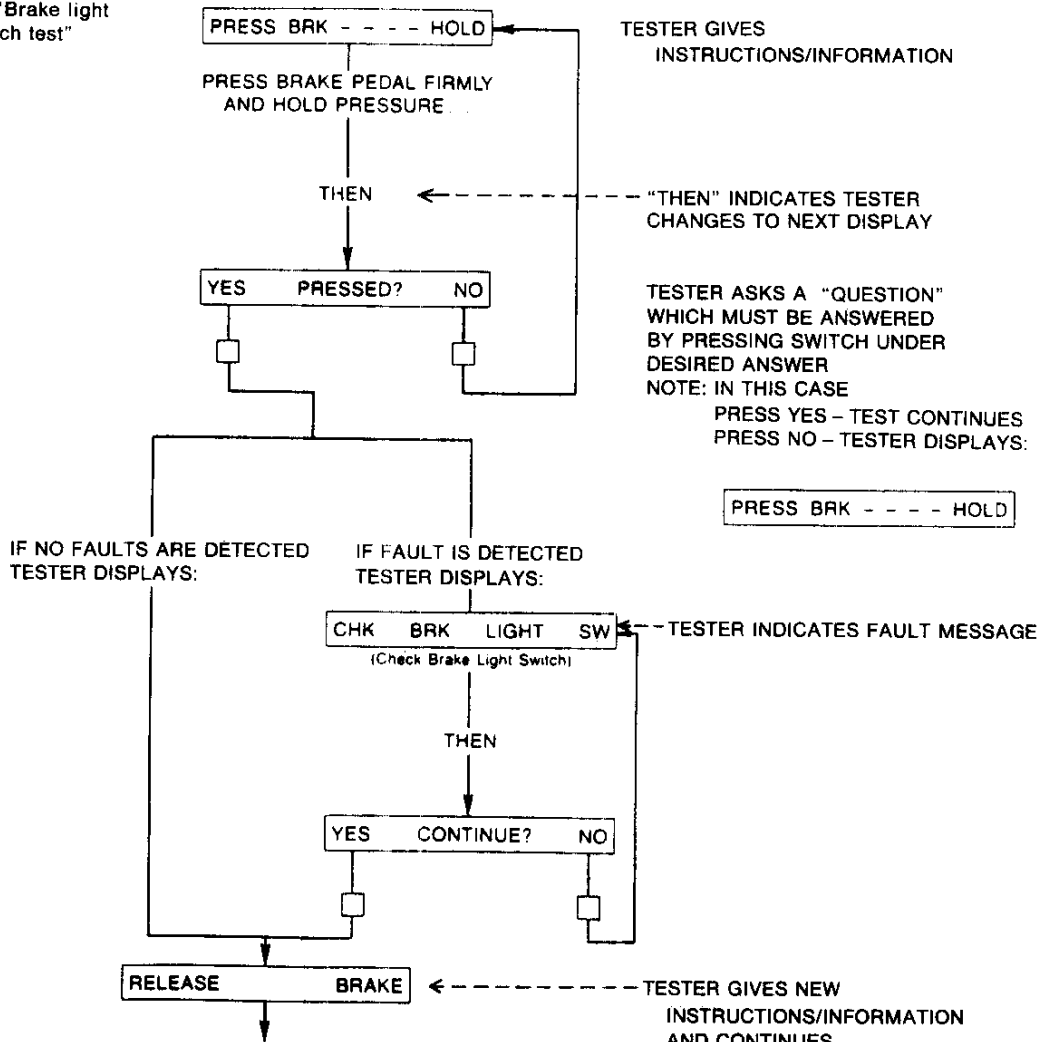 "Brake light
ch test"
PRESS BRK - - - - HOLD
TESTER GIVES
INSTRUCTIONS/INFORMATION
PRESS BRAKE PEDAL FIRMLY
AND HOLD PRESSURE...
THEN
"THEN" INDICATES TESTER
CHANGES TO NEXT DISPLAY
YES PRESSED? NO
TESTER ASKS A "QUESTION"
WHICH MUST BE ANSWERED
BY PRESSING SWITCH UNDER
DESIRED ANSWER
NOTE: IN THIS CASE
PRESS YES – TEST CONTINUES
PRESS NO – TESTER DISPLAYS:
PRESS BRK - - - - HOLD
IF NO FAULTS ARE DETECTED
TESTER DISPLAYS:
IF FAULT IS DETECTED
TESTER DISPLAYS:
CHK BRK LIGHT SW
TESTER INDICATES FAULT MESSAGE
(Check Brake Light Switch)
THEN
YES CONTINUE? NO
RELEASE BRAKE
TESTER GIVES NEW
INSTRUCTIONS/INFORMATION
AND CONTINUES